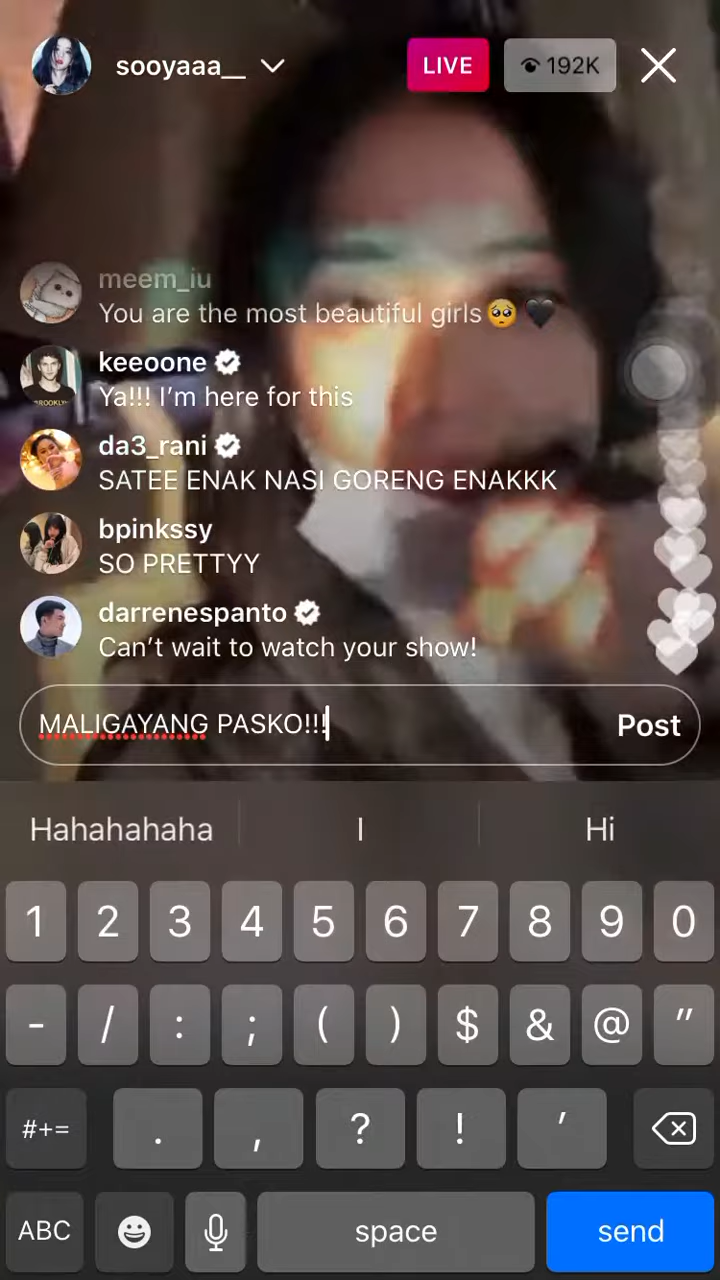 sooyaaa__
LIVE
192K
meem_iu
You are the most beautiful girls🥺🖤
keeoone
Ya!!! I’m here for this
BROOKLYN
da3_rani
SATEE ENAK NASI GORENG ENAKKK
bpinkssy
SO PRETTYY
darrenespanto
Can’t wait to watch your show!
MALIGAYANG PASKO!!!
Post
Hahahahaha I Hi
1 2 3 4 5 6 7 8 9 0
- / : ; ( ) $ & @ "
#+= . , ? ! '
ABC space send